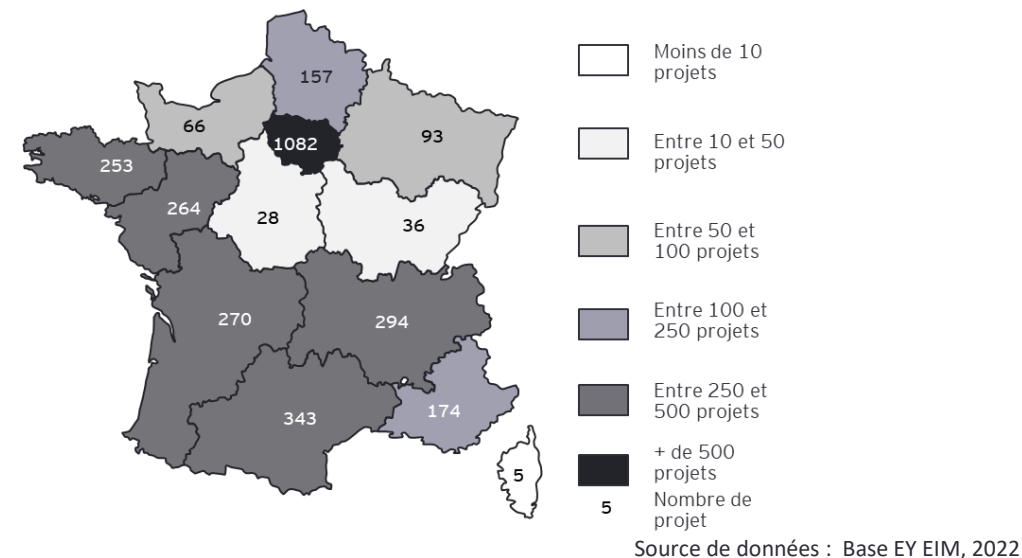 157
66
1082
93
253
264
28
36
270
294
343
174
5
Moins de 10
projets
Entre 10 et 50
projets
Entre 50 et
100 projets
Entre 100 et
250 projets
Entre 250 et
500 projets
+ de 500
projets
5
Nombre de
projet
Source de données : Base EY EIM, 2022